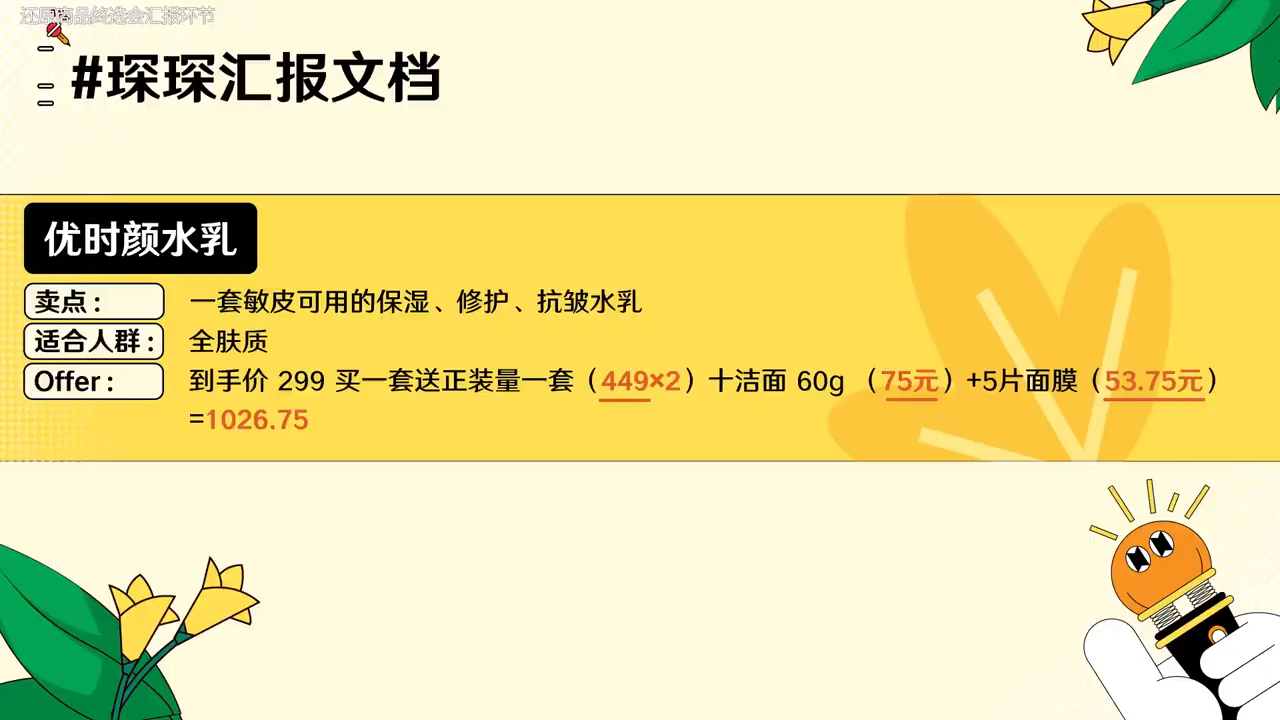 还原商品终选会汇报环节
#琛琛汇报文档
优时颜水乳
卖点： 一套敏皮可用的保湿、修护、抗皱水乳
适合人群： 全肤质
Offer： 到手价 299 买一套送正装量一套（449×2）十洁面 60g （75元）+5片面膜（53.75元）
=1026.75